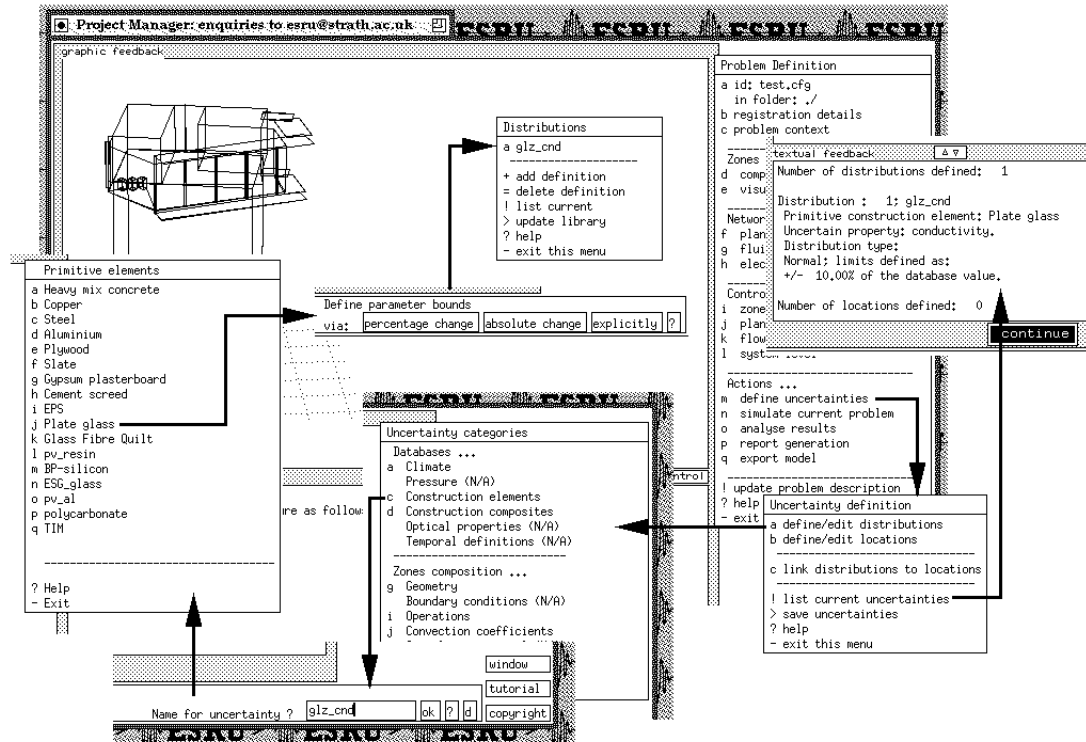 Project Manager: enquiries to esru@strath.ac.uk
ESRU
ESRU
ESRU
graphic feedback
Problem Definition
a id: test.cfg
in folder: ./
b registration details
c problem context
Zones
d comp
e visu
Networ
f plan
g flui
h elec
Contro
i zone
j plan
k flow
l system level
Actions ...
m define uncertainties
n simulate current problem
o analyse results
p report generation
q export model
! update problem description
? help
- exit
Distributions
a glz_cnd
+ add definition
= delete definition
! list current
> update library
? help
- exit this menu
textual feedback
Number of distributions defined: 1
Distribution : 1; glz_cnd
Primitive construction element: Plate glass
Uncertain property: conductivity.
Distribution type:
Normal; limits defined as:
+/- 10.00% of the database value.
Number of locations defined: 0
continue
Primitive elements
a Heavy mix concrete
b Copper
c Steel
d Aluminium
e Plywood
f Slate
g Gypsum plasterboard
h Cement screed
i EPS
j Plate glass
k Glass Fibre Quilt
l pv_resin
m BP-silicon
n ESG_glass
o pv_al
p polycarbonate
q TIM
? Help
- Exit
Define parameter bounds
via: percentage change absolute change explicitly ?
ure as follow
ntrol
Uncertainty categories
Databases ...
a Climate
Pressure (N/A)
c Construction elements
d Construction composites
Optical properties (N/A)
Temporal definitions (N/A)
Zones composition ...
g Geometry
Boundary conditions (N/A)
i Operations
j Convection coefficients
Uncertainty definition
a define/edit distributions
b define/edit locations
c link distributions to locations
! list current uncertainties
> save uncertainties
? help
- exit this menu
window
tutorial
copyright
Name for uncertainty ? glz_cnd ok ? d
ESRU
ESRU
ESRU